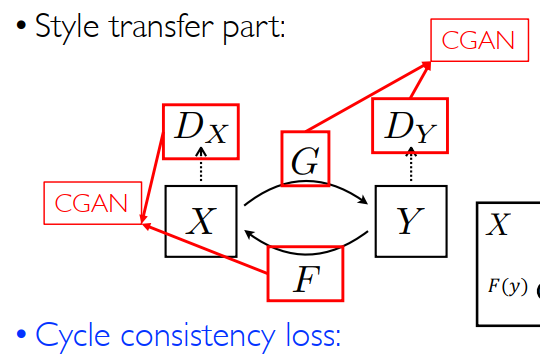 • Style transfer part:
CGAN
D_X
D_Y
G
CGAN
X
Y
X
F
F(y)
• Cycle consistency loss: